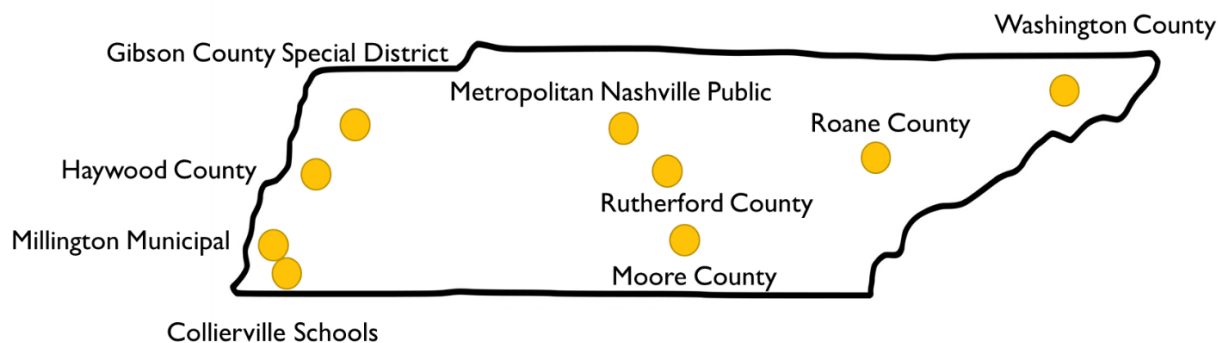 Washington County
Gibson County Special District
Metropolitan Nashville Public
Roane County
Haywood County
Rutherford County
Millington Municipal
Moore County
Collierville Schools